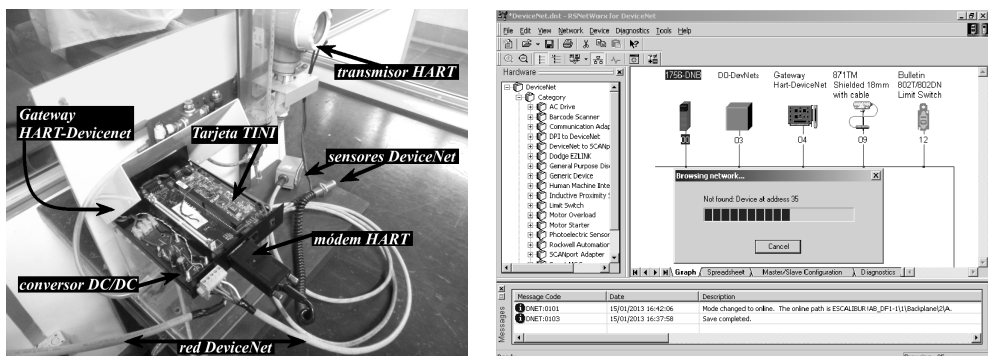 transmisor HART
Gateway
HART-Devicenet
Tarjeta TINI
sensores DeviceNet
módem HART
conversor DC/DC
red DeviceNet
*DeviceNet.dnt - RSNetWorx for DeviceNet
File Edit View Network Device Diagnostics Tools Help
Hardware
DeviceNet
Category
AC Drive
Barcode Scanner
Communication Adap
DPI to DeviceNet
DeviceNet to SCANp
Dodge EZLINK
General Purpose Dis
Generic Device
Human Machine Inte
Inductive Proximity S
Limit Switch
Motor Overload
Motor Starter
Photoelectric Sensor
Rockwell Automation
SCANport Adapter
1756-DNB
DO-DevNets
Gateway
Hart-DeviceNet
871TM
Shielded 18mm
with cable
Bulletin
802T/802DN
Limit Switch
00
03
04
09
12
Browsing network...
Not found: Device at address 35
Cancel
Graph Spreadsheet Master/Slave Configuration Diagnostics
Messages
Message Code Date Description
DNET:0101 15/01/2013 16:42:06 Mode changed to online. The online path is ESCALIBUR!AB_DF1-1\1\Backplane\2\A.
DNET:0103 15/01/2013 16:37:58 Save completed.